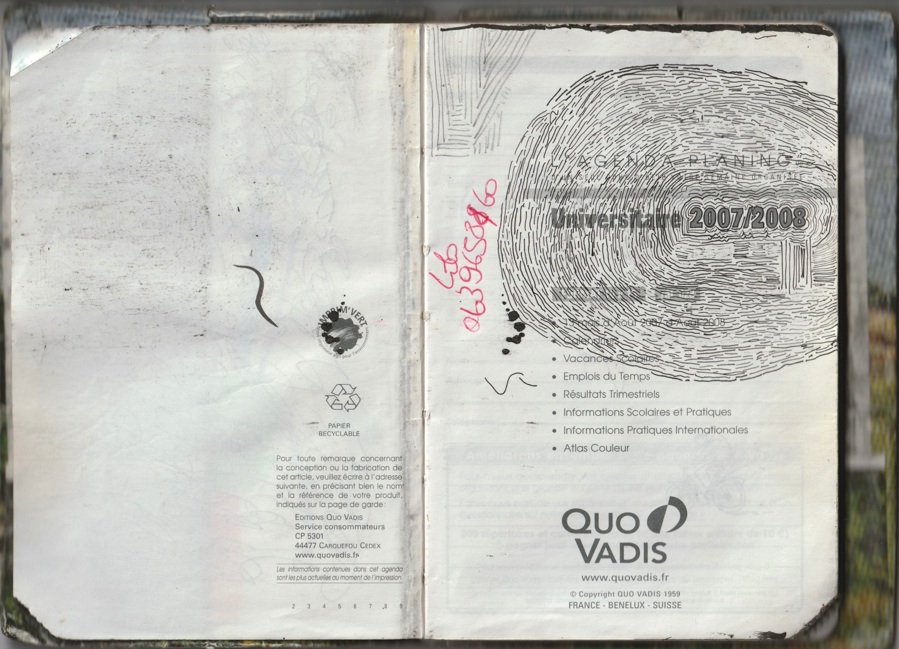 IMPRIM'VERT
PAPIER
RECYCLABLE
Pour toute remarque concernant
la conception ou la fabrication de
cet article, veuillez écrire à l'adresse
suivante, en précisant bien le nom
et la référence de votre produit,
indiqués sur la page de garde :
EDITIONS QUO VADIS
Service consommateurs
CP 5301
44477 CARQUEFOU CEDEX
www.quovadis.fr
Les informations contenues dans cet agenda
sont les plus actuelles au moment de l'impression.
2 3 4 5 6 7 8 9
L'AGENDA PLANING
Universitaire 2007/2008
Calendrier
• Vacances Scolaires
• Emplois du Temps
• Résultats Trimestriels
• Informations Scolaires et Pratiques
• Informations Pratiques Internationales
• Atlas Couleur
QUO
VADIS
www.quovadis.fr
© Copyright QUO VADIS 1959
FRANCE - BENELUX - SUISSE